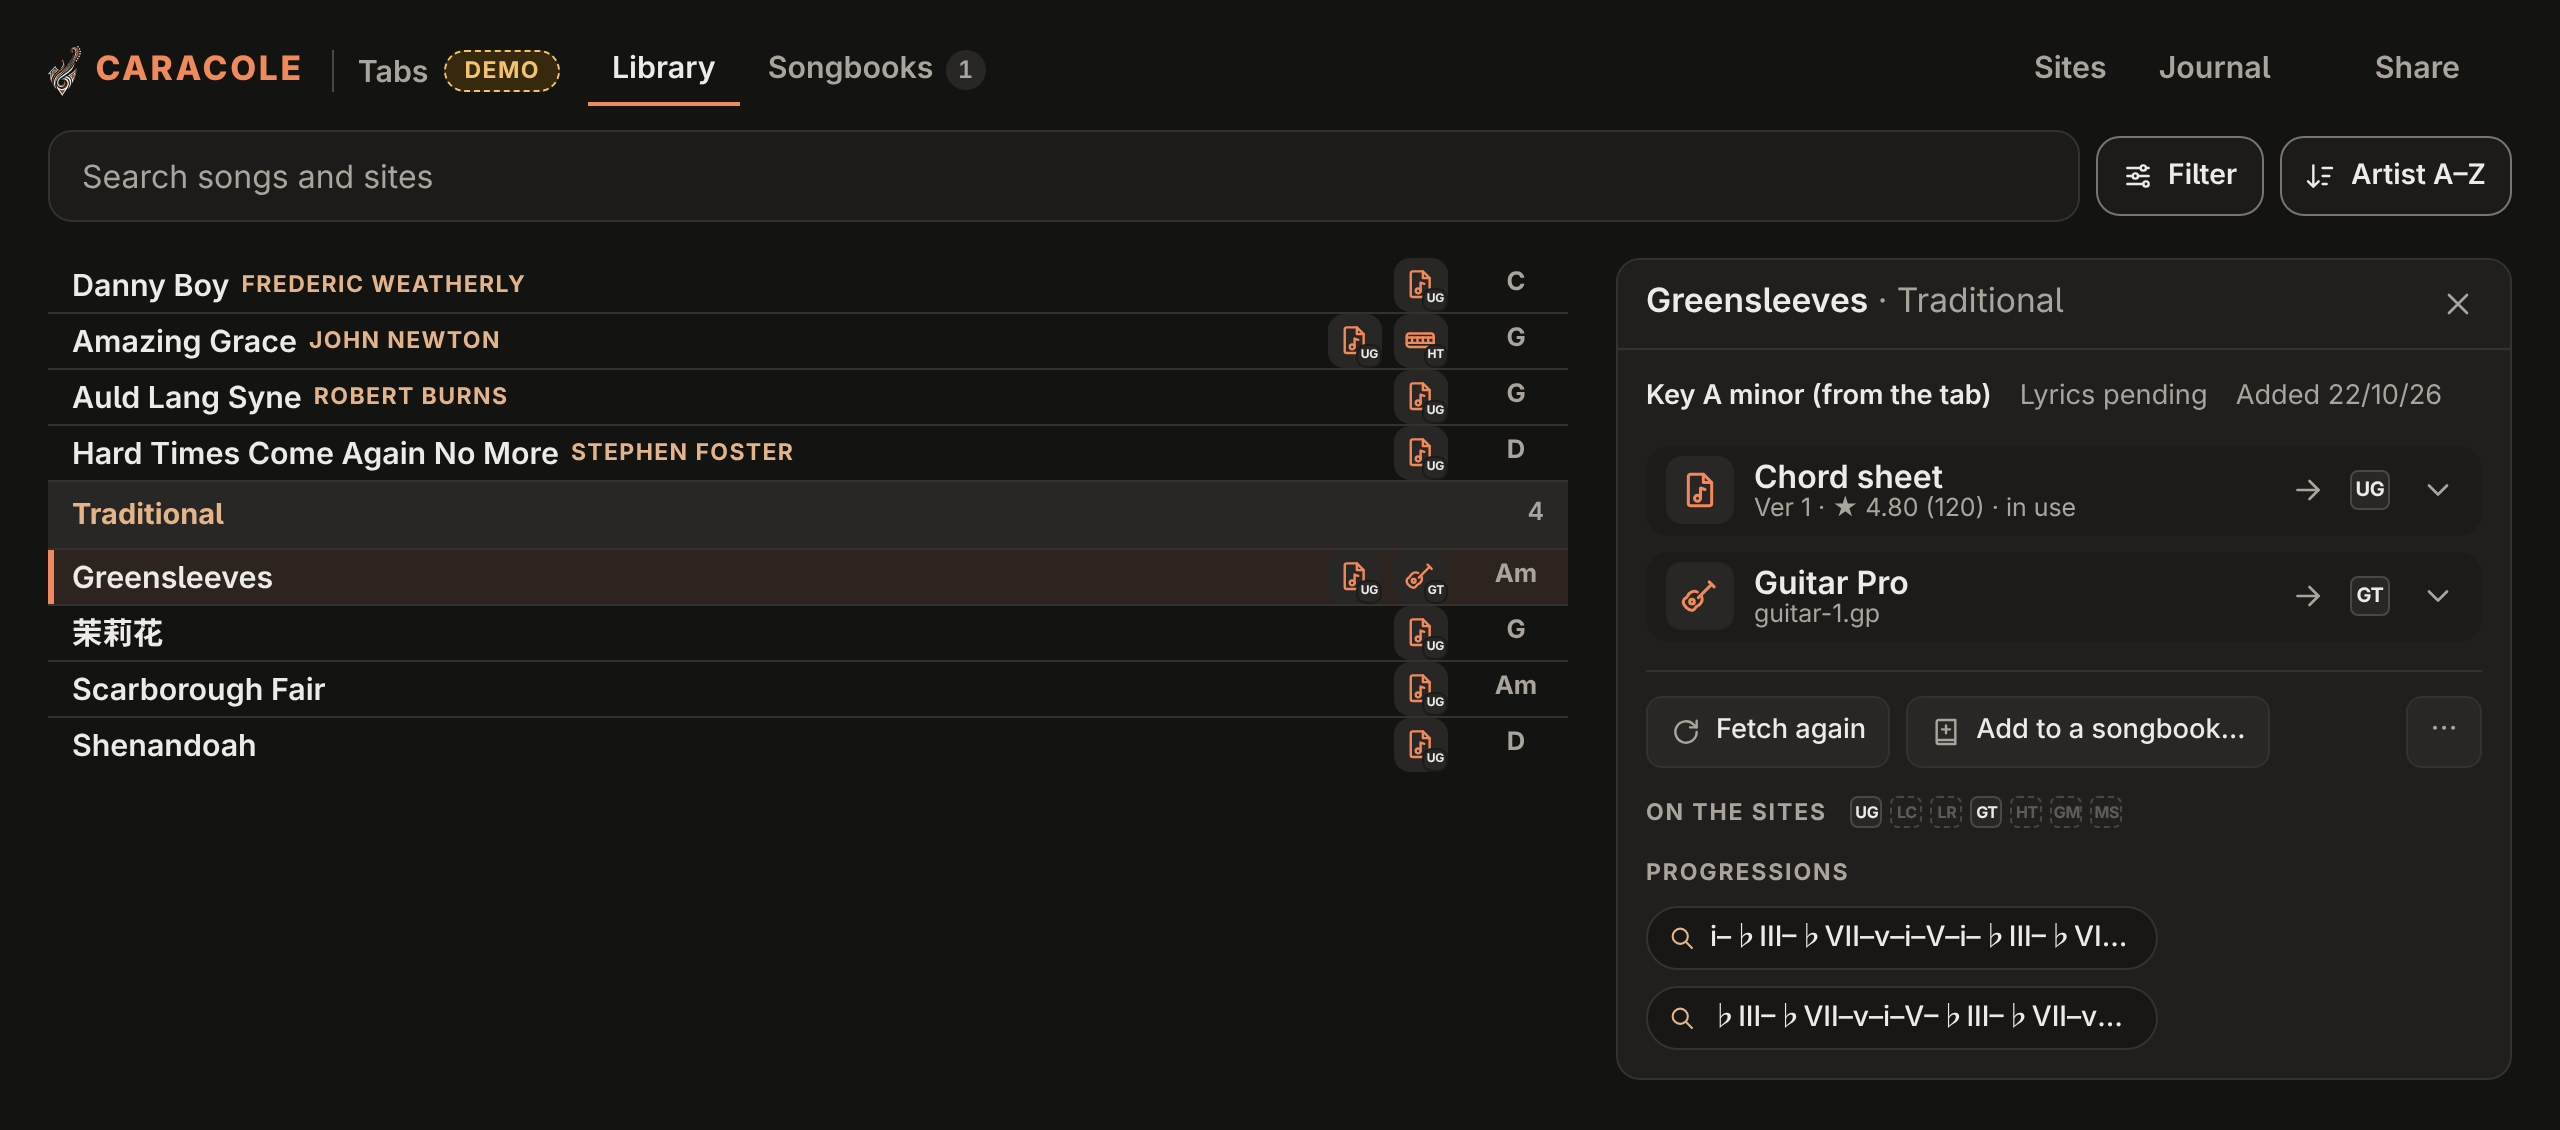 CARACOLE Tabs DEMO Library Songbooks 1 Sites Journal Share
Search songs and sites Filter Artist A–Z
Danny Boy FREDERIC WEATHERLY UG C
Amazing Grace JOHN NEWTON UG HT G
Auld Lang Syne ROBERT BURNS UG G
Hard Times Come Again No More STEPHEN FOSTER UG D
Traditional 4
Greensleeves UG GT Am
茉莉花 UG G
Scarborough Fair UG Am
Shenandoah UG D
Greensleeves · Traditional
Key A minor (from the tab) Lyrics pending Added 22/10/26
Chord sheet
Ver 1 · ★ 4.80 (120) · in use
UG
Guitar Pro
guitar-1.gp
GT
Fetch again Add to a songbook... ...
ON THE SITES UG LC LR GT HT GM MS
PROGRESSIONS
i–♭III–♭VII–v–i–V–i–♭III–♭VI...
♭III–♭VII–v–i–V–♭III–♭VII–v...